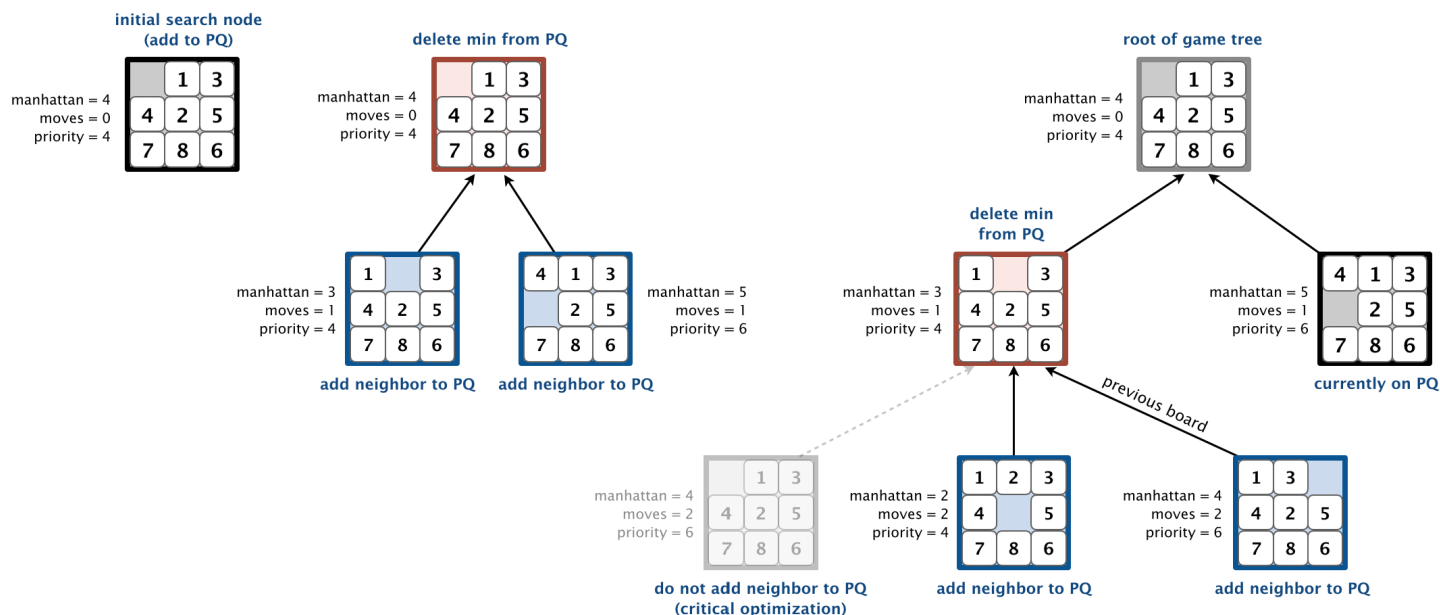 initial search node
(add to PQ)
manhattan = 4
moves = 0
priority = 4
1 3
4 2 5
7 8 6
delete min from PQ
manhattan = 4
moves = 0
priority = 4
1 3
4 2 5
7 8 6
manhattan = 3
moves = 1
priority = 4
1 3
4 2 5
7 8 6
add neighbor to PQ
4 1 3
2 5
7 8 6
manhattan = 5
moves = 1
priority = 6
add neighbor to PQ
root of game tree
manhattan = 4
moves = 0
priority = 4
1 3
4 2 5
7 8 6
delete min
from PQ
manhattan = 3
moves = 1
priority = 4
1 3
4 2 5
7 8 6
manhattan = 5
moves = 1
priority = 6
4 1 3
2 5
7 8 6
currently on PQ
previous board
manhattan = 4
moves = 2
priority = 6
1 3
4 2 5
7 8 6
do not add neighbor to PQ
(critical optimization)
manhattan = 2
moves = 2
priority = 4
1 2 3
4 5
7 8 6
add neighbor to PQ
manhattan = 4
moves = 2
priority = 6
1 3
4 2 5
7 8 6
add neighbor to PQ